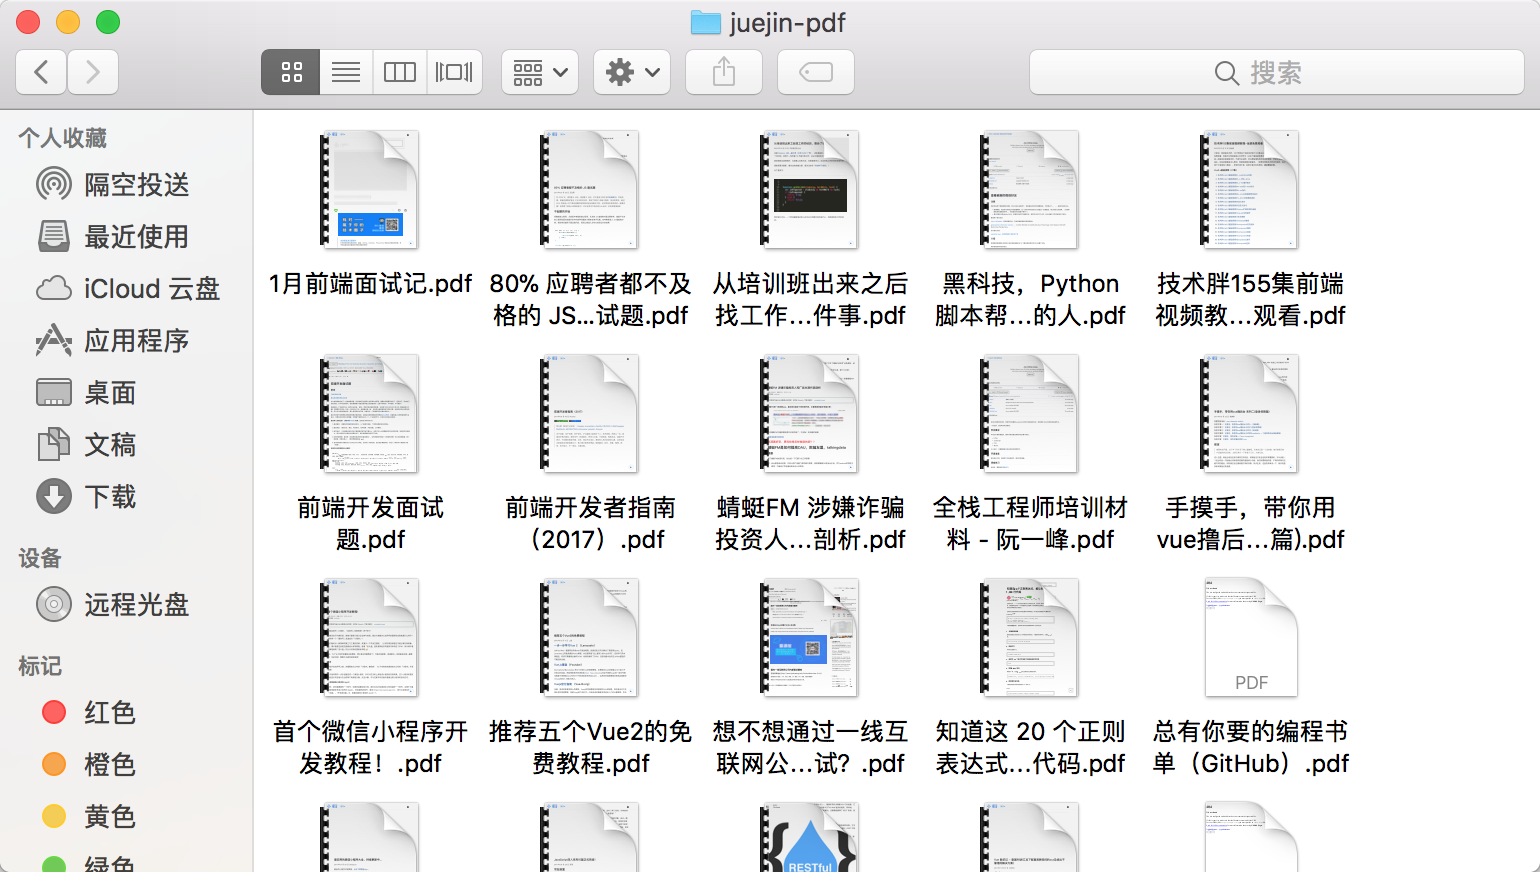 juejin-pdf
搜索
个人收藏
隔空投送
最近使用
iCloud 云盘
应用程序
桌面
文稿
下载
设备
远程光盘
标记
红色
橙色
黄色
绿色
1月前端面试记.pdf
80% 应聘者都不及
格的 JS...试题.pdf
从培训班出来之后
找工作...件事.pdf
黑科技，Python
脚本帮...的人.pdf
技术胖155集前端
视频教...观看.pdf
前端开发面试
题.pdf
前端开发者指南
（2017）.pdf
蜻蜓FM 涉嫌诈骗
投资人...剖析.pdf
全栈工程师培训材
料 - 阮一峰.pdf
手摸手，带你用
vue撸后...篇).pdf
首个微信小程序开
发教程！.pdf
推荐五个Vue2的免
费教程.pdf
想不想通过一线互
联网公...试？.pdf
知道这 20 个正则
表达式...代码.pdf
PDF
总有你要的编程书
单（GitHub）.pdf
{
RESTful
}